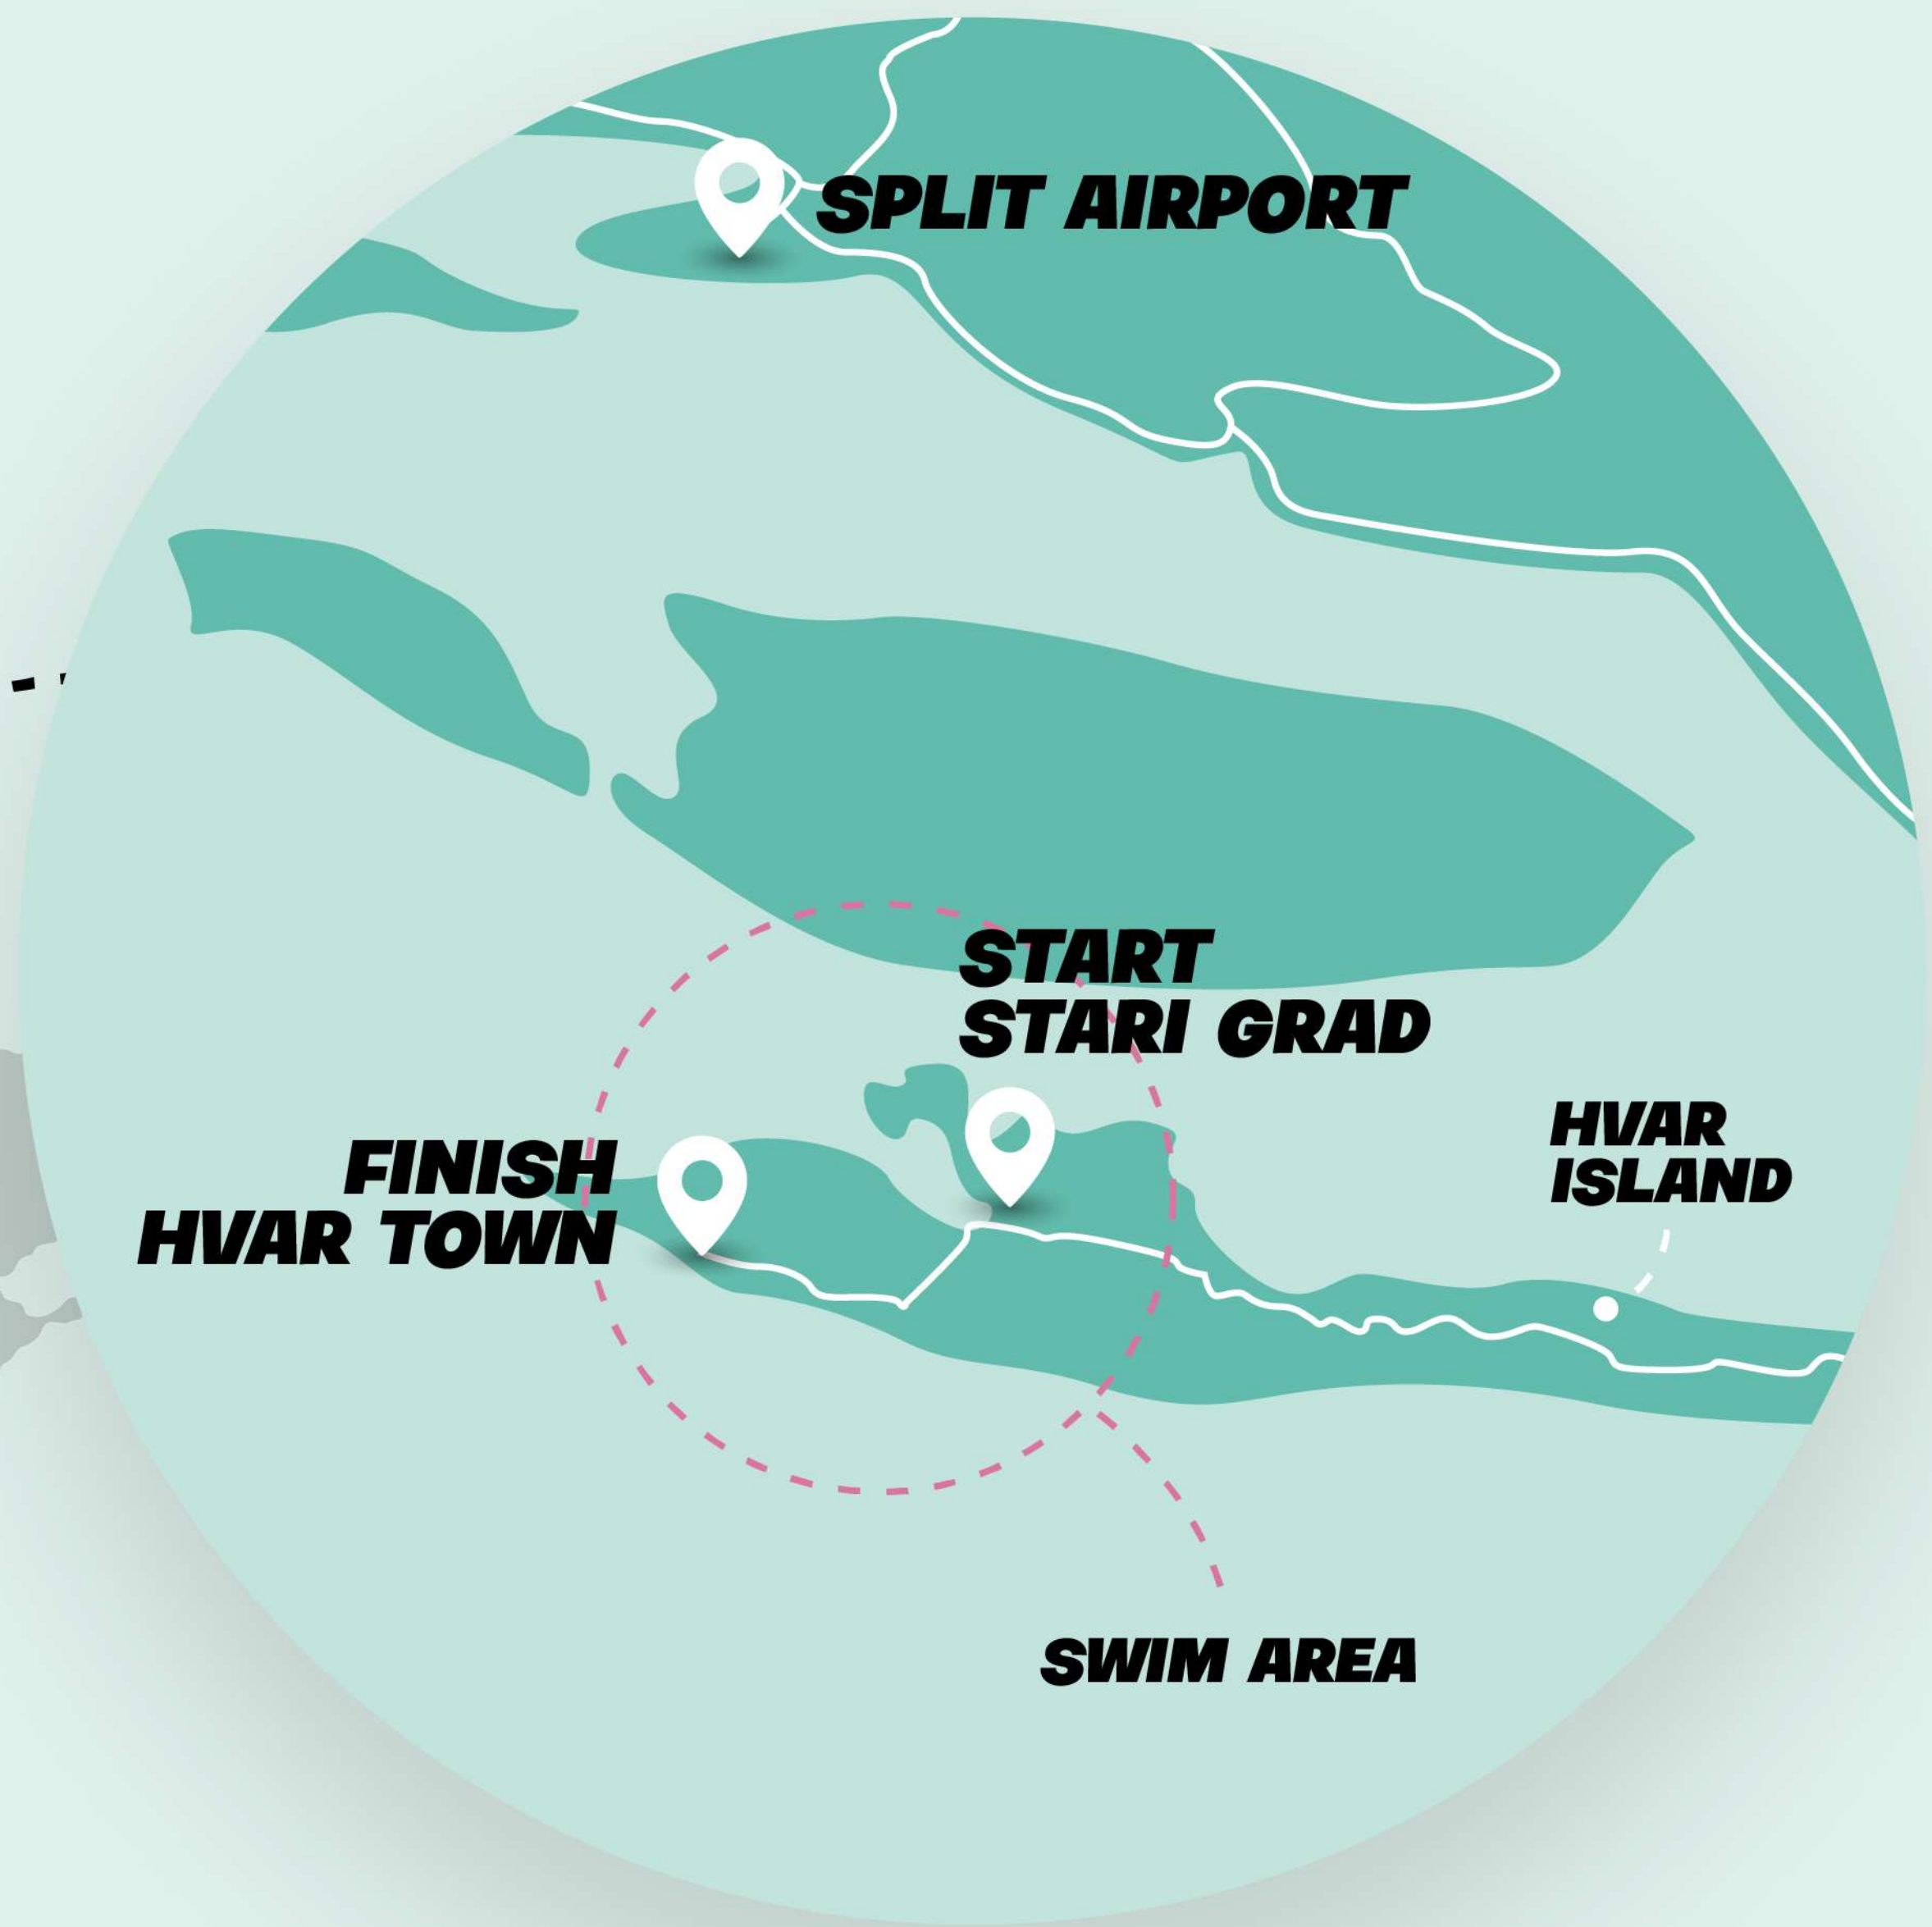 SPLIT AIRPORT
START
STARI GRAD
HVAR
ISLAND
FINISH
HVAR TOWN
SWIM AREA